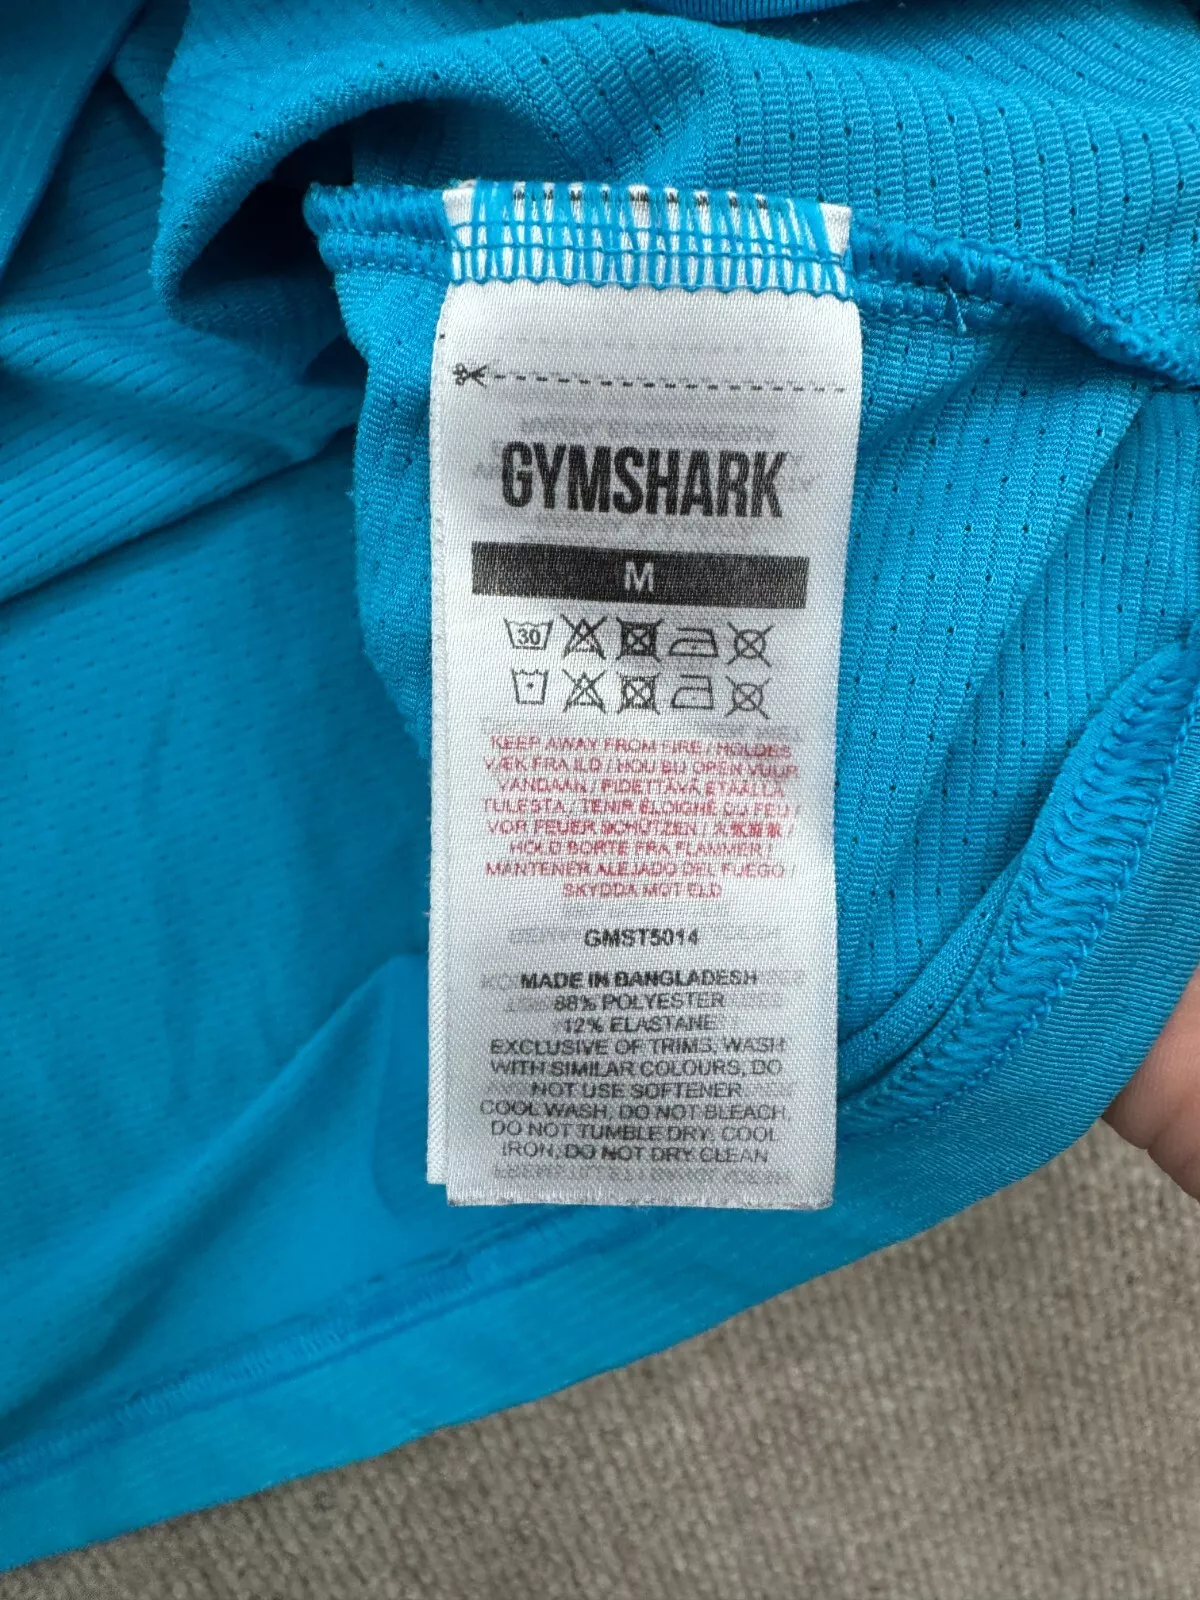 GYMSHARK
M
30
KEEP AWAY FROM FIRE / HOLDES
VÆK FRA ILD / HOU BIJ OPEN VUUR
VANDAAN / PIDETTÄVÄ ETÄÄLLÄ
TULESTA / TENIR ÉLOIGNÉ DU FEU /
VOR FEUER SCHÜTZEN /
HOLD BORTE FRA FLAMMER /
MANTENER ALEJADO DEL FUEGO /
SKYDDA MOT ELD
GMST5014
MADE IN BANGLADESH
88% POLYESTER
12% ELASTANE
EXCLUSIVE OF TRIMS. WASH
WITH SIMILAR COLOURS, DO
NOT USE SOFTENER
COOL WASH, DO NOT BLEACH,
DO NOT TUMBLE DRY, COOL
IRON, DO NOT DRY CLEAN